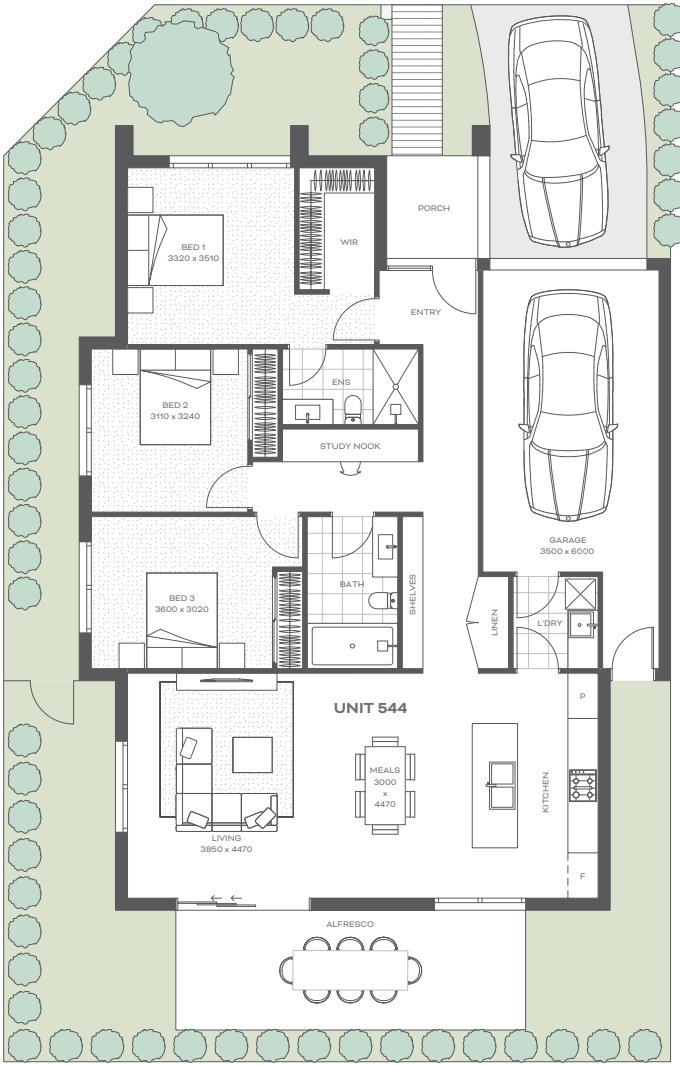 PORCH
WIR
BED 1
3320 x 3510
ENTRY
ENS
BED 2
3110 x 3240
STUDY NOOK
GARAGE
3500 x 6000
BATH
SHELVES
LINEN
L'DRY
BED 3
3600 x 3020
UNIT 544
P
MEALS
3000
x
4470
KITCHEN
LIVING
3850 x 4470
F
ALFRESCO